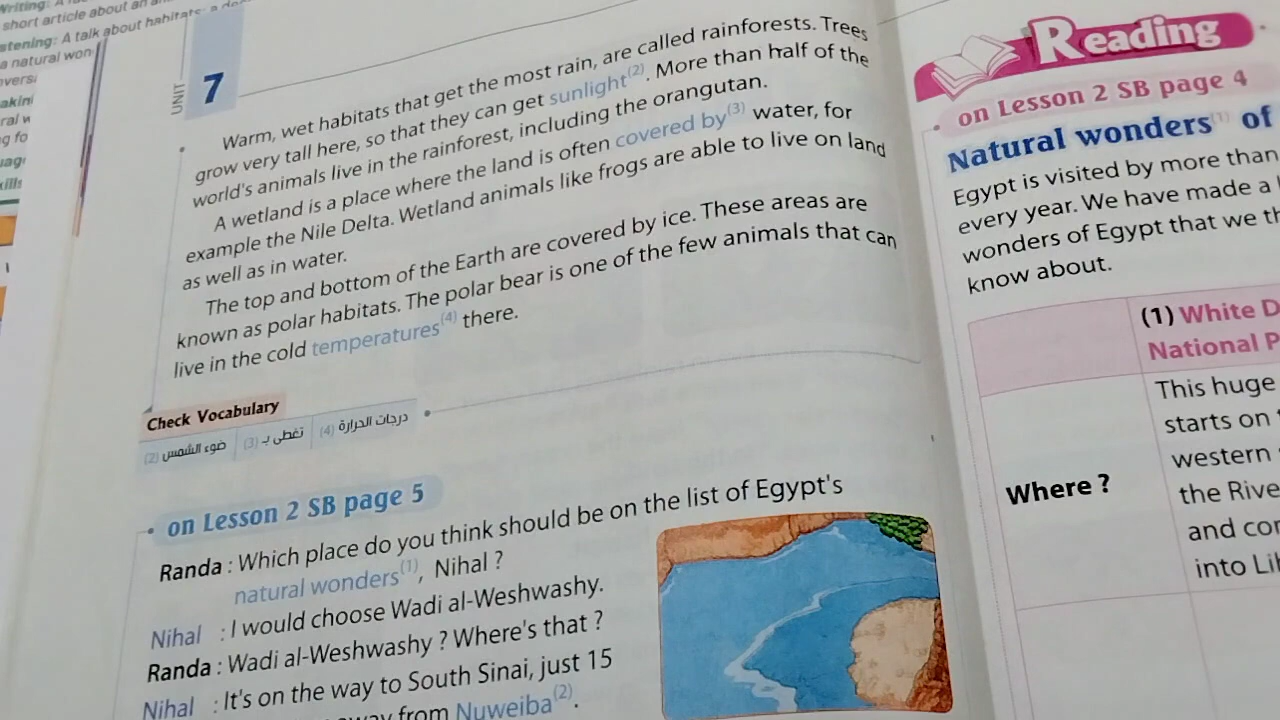 Writing: A
short article about an
stening: A talk about habitats
a natural won
UNIT
7
Warm, wet habitats that get the most rain, are called rainforests. Trees
grow very tall here, so that they can get sunlight(2). More than half of the
world's animals live in the rainforest, including the orangutan.
A wetland is a place where the land is often covered by(3) water, for
example the Nile Delta. Wetland animals like frogs are able to live on land
as well as in water.
The top and bottom of the Earth are covered by ice. These areas are
known as polar habitats. The polar bear is one of the few animals that can
live in the cold temperatures(4) there.
Check Vocabulary
(2) ضوء الشمس (3) تغطى بـ (4) درجات الحرارة
• on Lesson 2 SB page 5
Randa : Which place do you think should be on the list of Egypt's
natural wonders(1), Nihal ?
Nihal : I would choose Wadi al-Weshwashy.
Randa : Wadi al-Weshwashy ? Where's that ?
Nihal : It's on the way to South Sinai, just 15
away from Nuweiba(2).
Reading
• on Lesson 2 SB page 4
Natural wonders(1) of
Egypt is visited by more than
every year. We have made a
wonders of Egypt that we th
know about.
(1) White D
National P
Where ?
This huge
starts on
western
the Rive
and con
into Lib